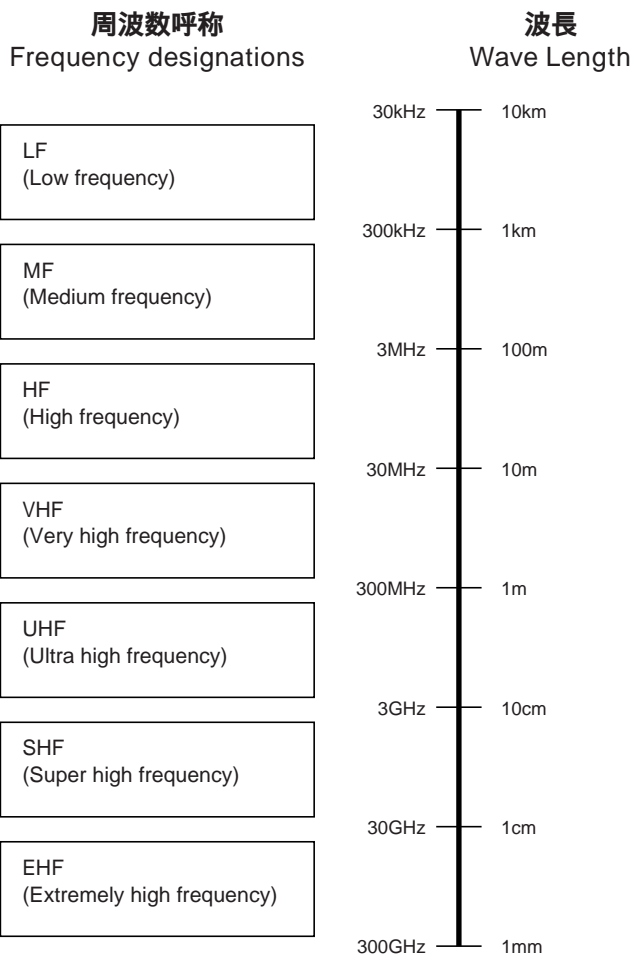 周波数呼称
Frequency designations
波長
Wave Length
30kHz 10km
LF
(Low frequency)
300kHz 1km
MF
(Medium frequency)
3MHz 100m
HF
(High frequency)
30MHz 10m
VHF
(Very high frequency)
300MHz 1m
UHF
(Ultra high frequency)
3GHz 10cm
SHF
(Super high frequency)
30GHz 1cm
EHF
(Extremely high frequency)
300GHz 1mm